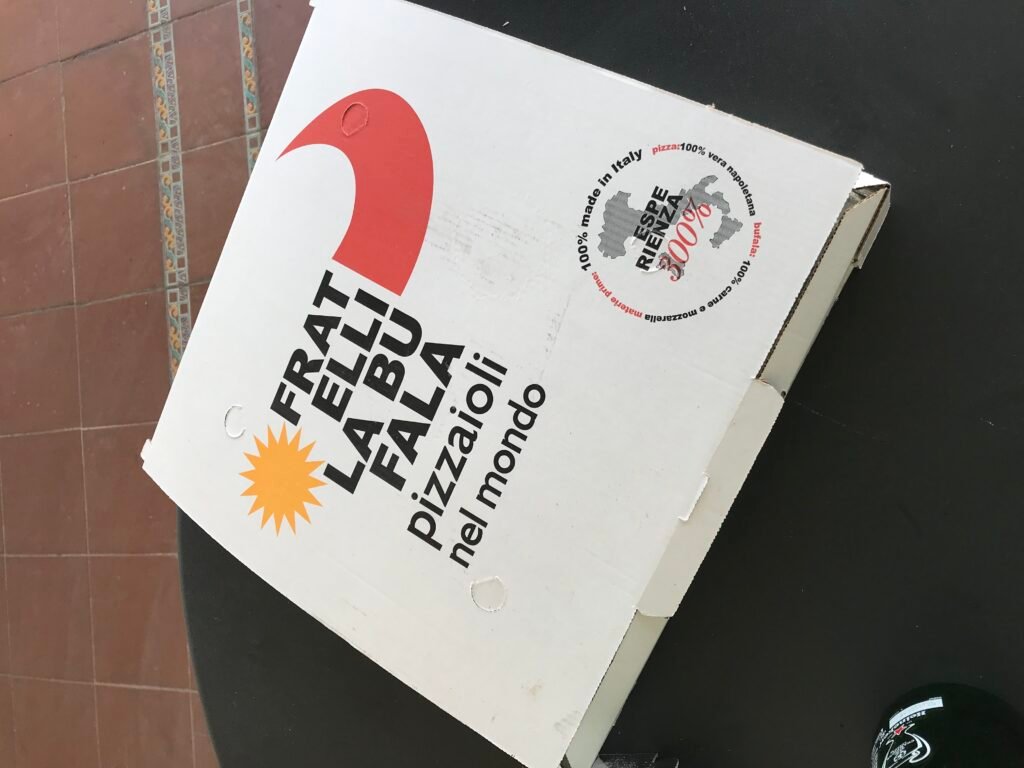 FRAT
ELLI
LA BU
FALA
pizzaioli
nel mondo
ESPE
RIENZA
300%
pizza: 100% vera napoletana
bufala: 100% carne e mozzarella
materie prime: 100% made in Italy